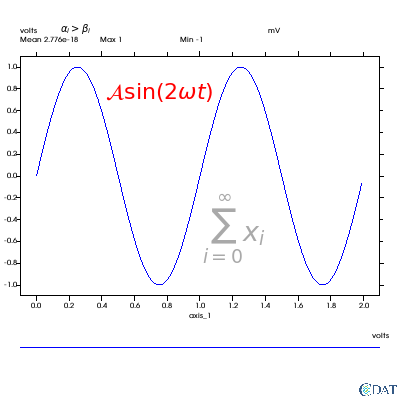 volts αᵢ > βᵢ mV
Mean 2.776e-18 Max 1 Min -1
1.0
0.8
0.6
0.4
0.2
0.0
-0.2
-0.4
-0.6
-0.8
-1.0
𝒜sin(2ωt)
∞
∑ xᵢ
i = 0
0.0 0.2 0.4 0.6 0.8 1.0 1.2 1.4 1.6 1.8 2.0
axis_1
volts
CDAT